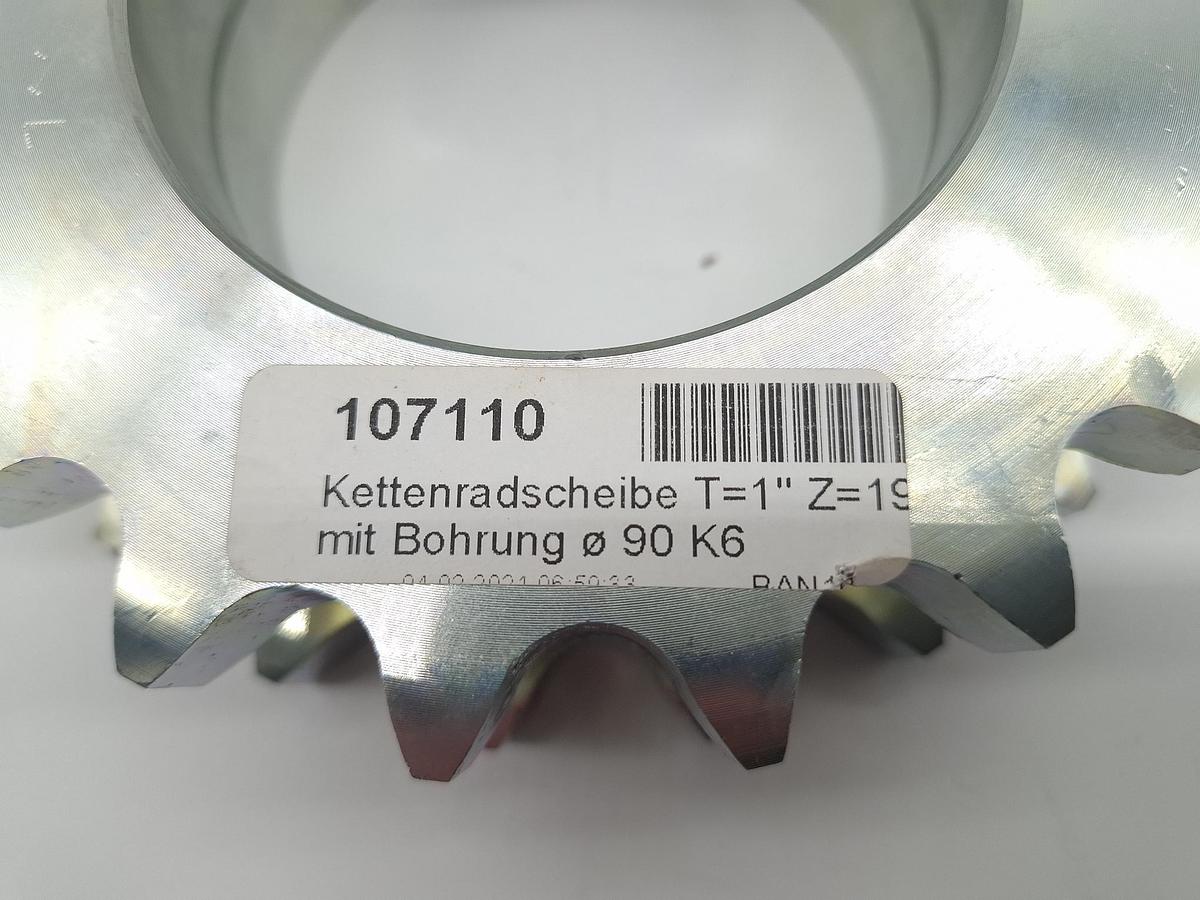 107110
Kettenradscheibe T=1" Z=19
mit Bohrung ø 90 K6